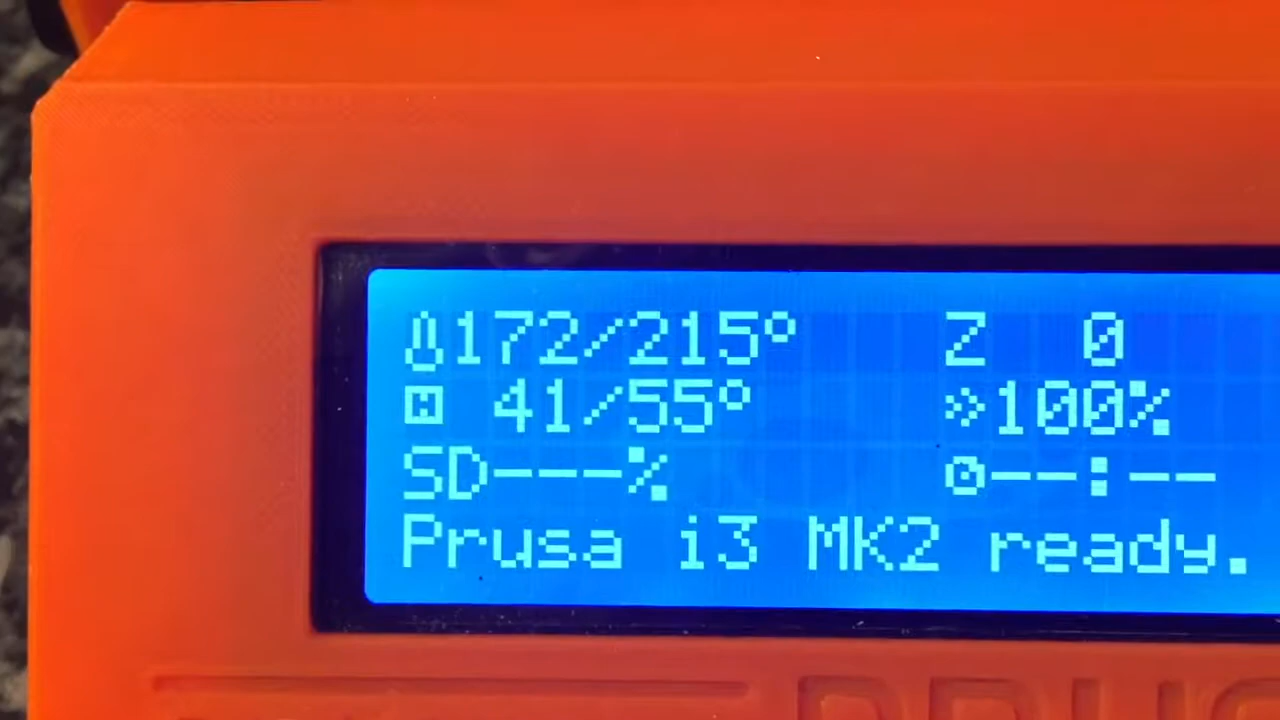 172/215° Z 0
41/55° 100%
SD---% --:--
Prusa i3 MK2 ready.